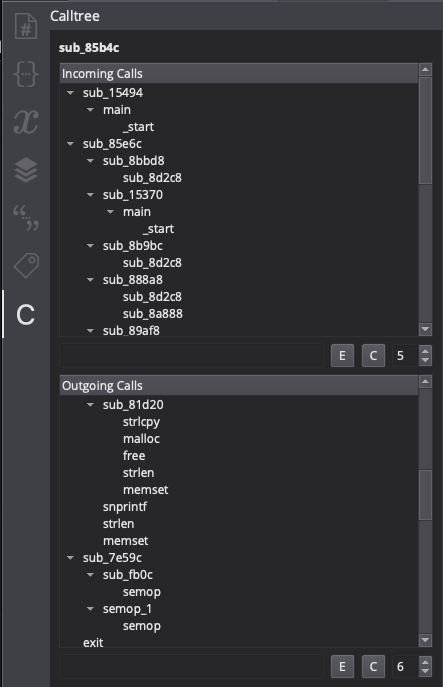 Calltree
sub_85b4c
Incoming Calls
sub_15494
main
_start
sub_85e6c
sub_8bbd8
sub_8d2c8
sub_15370
main
_start
sub_8b9bc
sub_8d2c8
sub_888a8
sub_8d2c8
sub_8a888
sub_89af8
E C 5
Outgoing Calls
sub_81d20
strlcpy
malloc
free
strlen
memset
snprintf
strlen
memset
sub_7e59c
sub_fb0c
semop
semop_1
semop
exit
E C 6
#
{...}
x
“ ”
C